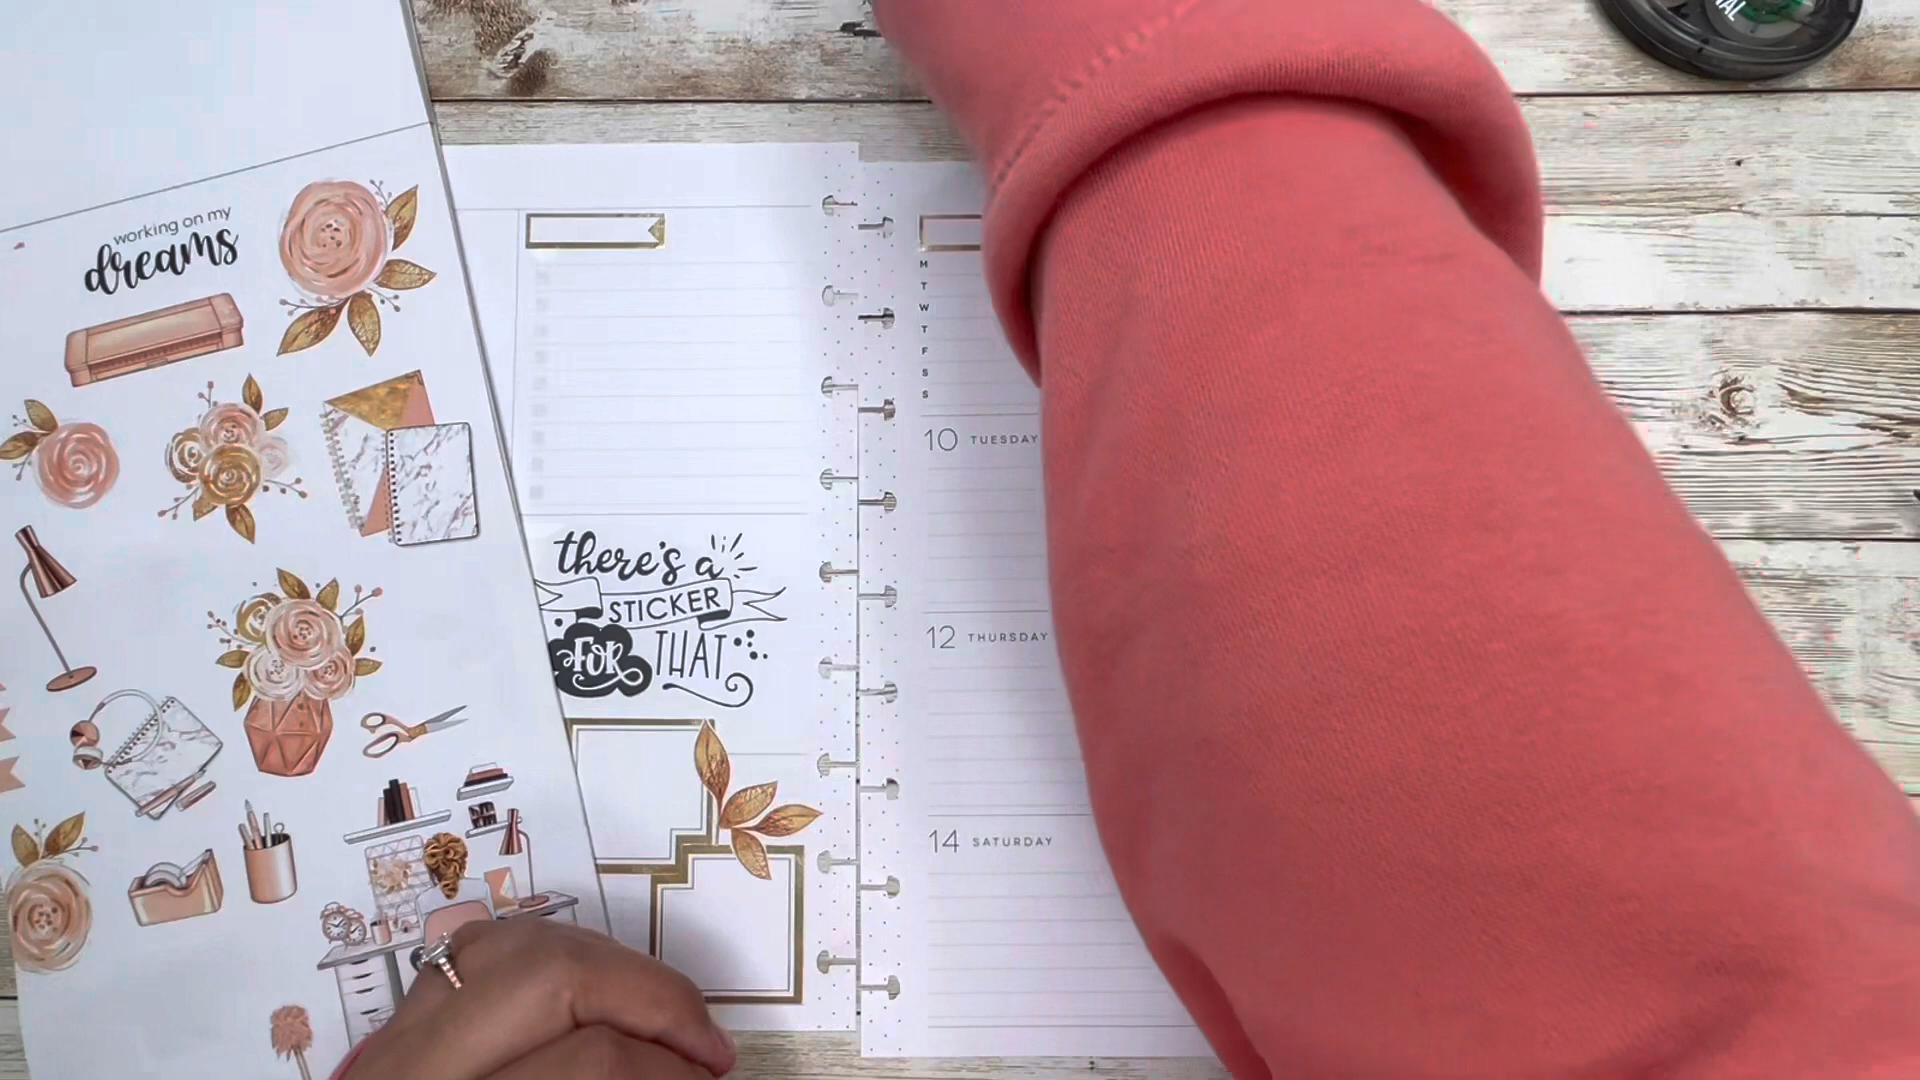 working on my
dreams
there's a
STICKER
FOR THAT
M
T
W
T
F
S
S
10 TUESDAY
12 THURSDAY
14 SATURDAY